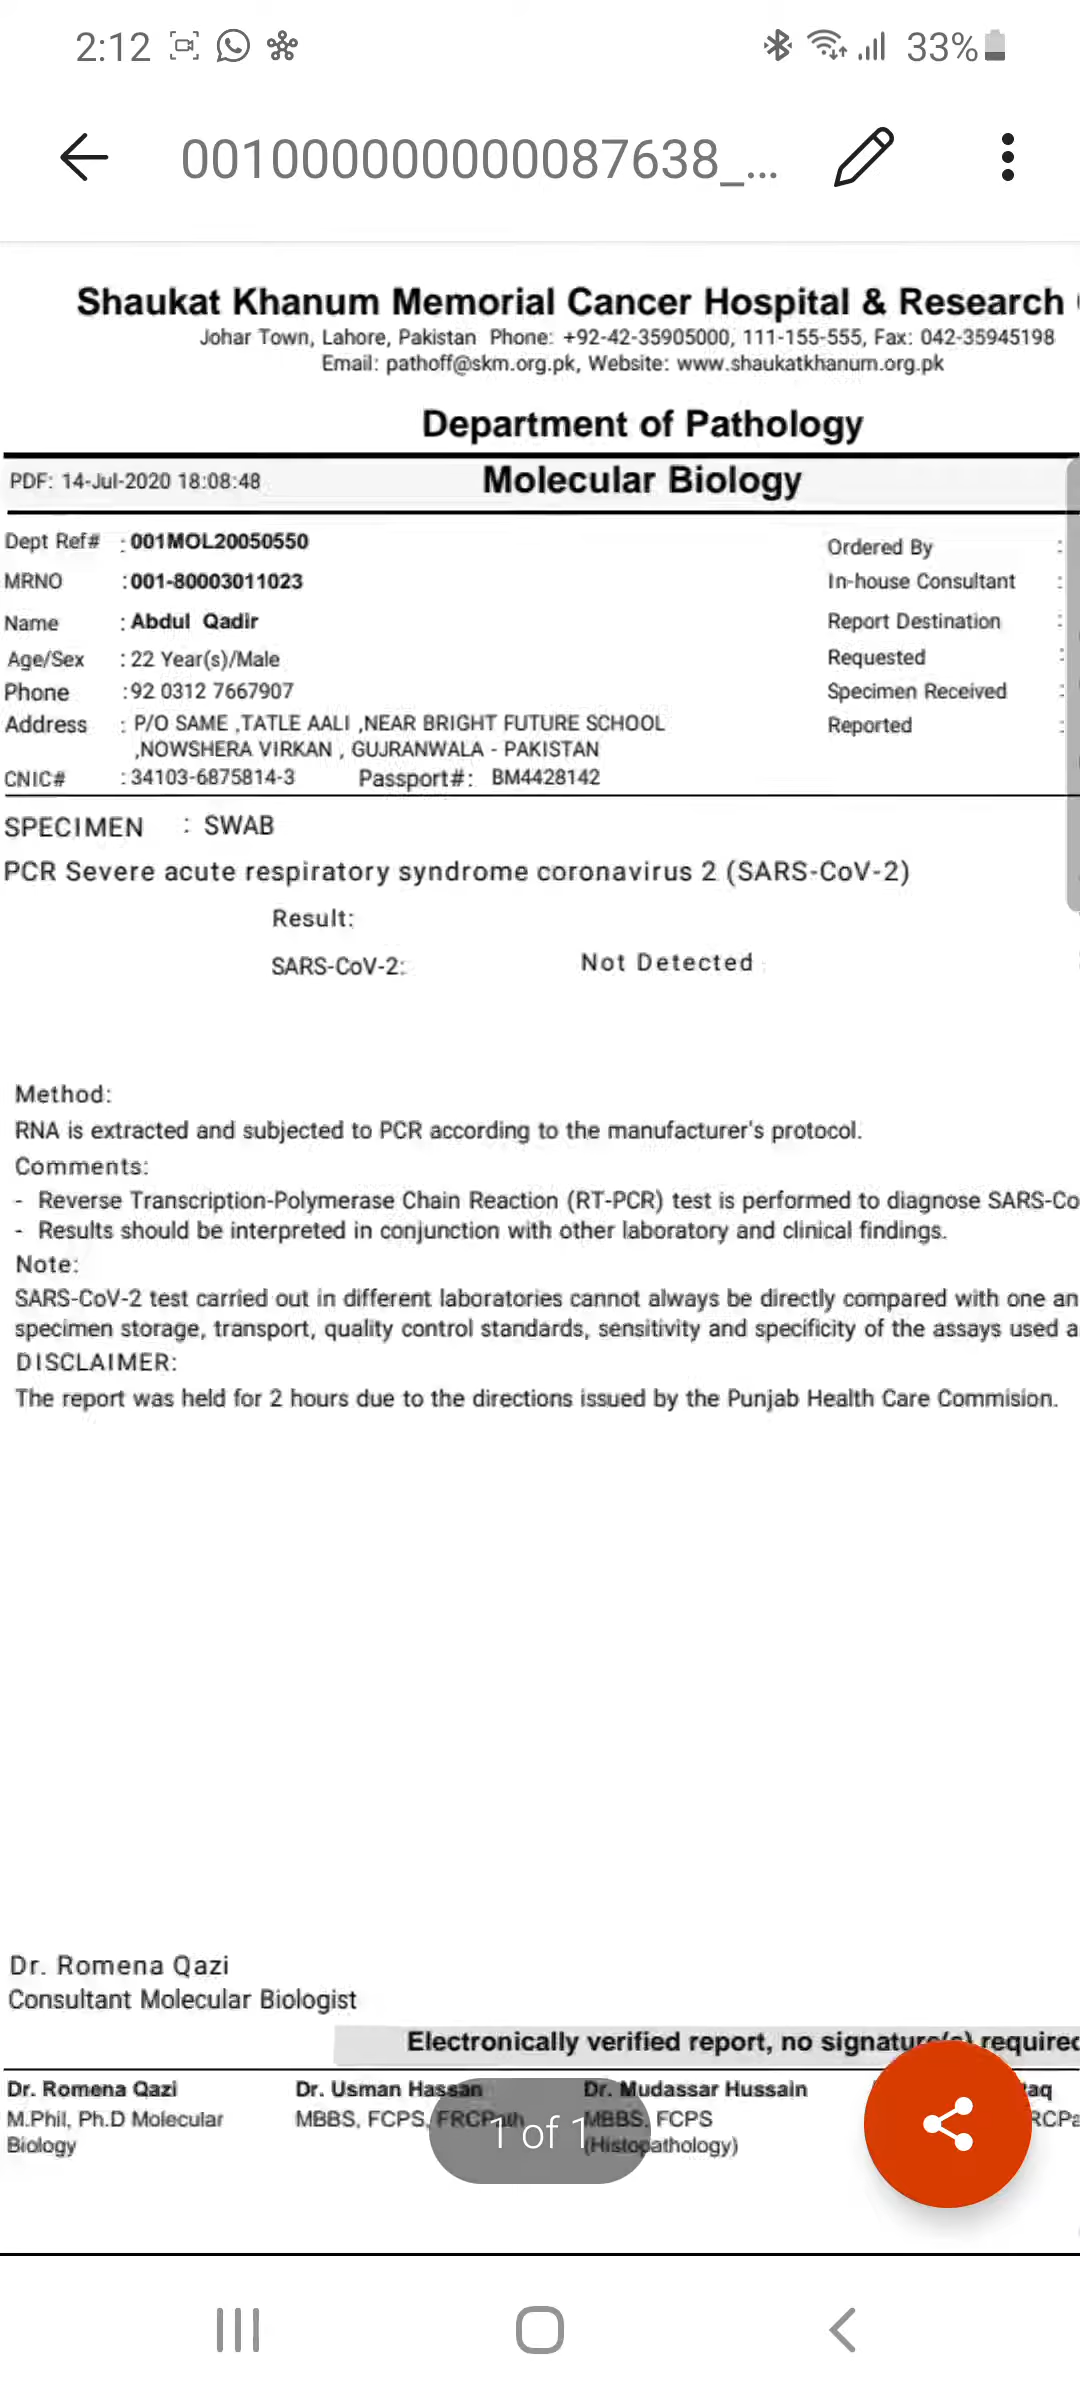 2:12 33%
001000000000087638_...
Shaukat Khanum Memorial Cancer Hospital & Research
Johar Town, Lahore, Pakistan Phone: +92-42-35905000, 111-155-555, Fax: 042-35945198
Email: pathoff@skm.org.pk, Website: www.shaukatkhanum.org.pk
Department of Pathology
PDF: 14-Jul-2020 18:08:48 Molecular Biology
Dept Ref# : 001MOL20050550 Ordered By :
MRNO : 001-80003011023 In-house Consultant :
Name : Abdul Qadir Report Destination :
Age/Sex : 22 Year(s)/Male Requested :
Phone : 92 0312 7667907 Specimen Received :
Address : P/O SAME ,TATLE AALI ,NEAR BRIGHT FUTURE SCHOOL Reported :
,NOWSHERA VIRKAN , GUJRANWALA - PAKISTAN
CNIC# : 34103-6875814-3 Passport#: BM4428142
SPECIMEN : SWAB
PCR Severe acute respiratory syndrome coronavirus 2 (SARS-CoV-2)
Result:
SARS-CoV-2: Not Detected
Method:
RNA is extracted and subjected to PCR according to the manufacturer's protocol.
Comments:
- Reverse Transcription-Polymerase Chain Reaction (RT-PCR) test is performed to diagnose SARS-Co
- Results should be interpreted in conjunction with other laboratory and clinical findings.
Note:
SARS-CoV-2 test carried out in different laboratories cannot always be directly compared with one an
specimen storage, transport, quality control standards, sensitivity and specificity of the assays used a
DISCLAIMER:
The report was held for 2 hours due to the directions issued by the Punjab Health Care Commision.
Dr. Romena Qazi
Consultant Molecular Biologist
Electronically verified report, no signature(s) required
Dr. Romena Qazi Dr. Usman Hassan Dr. Mudassar Hussain aq
M.Phil, Ph.D Molecular MBBS, FCPS, FRCPath MBBS, FCPS RCPa
Biology (Histopathology)
1 of 1